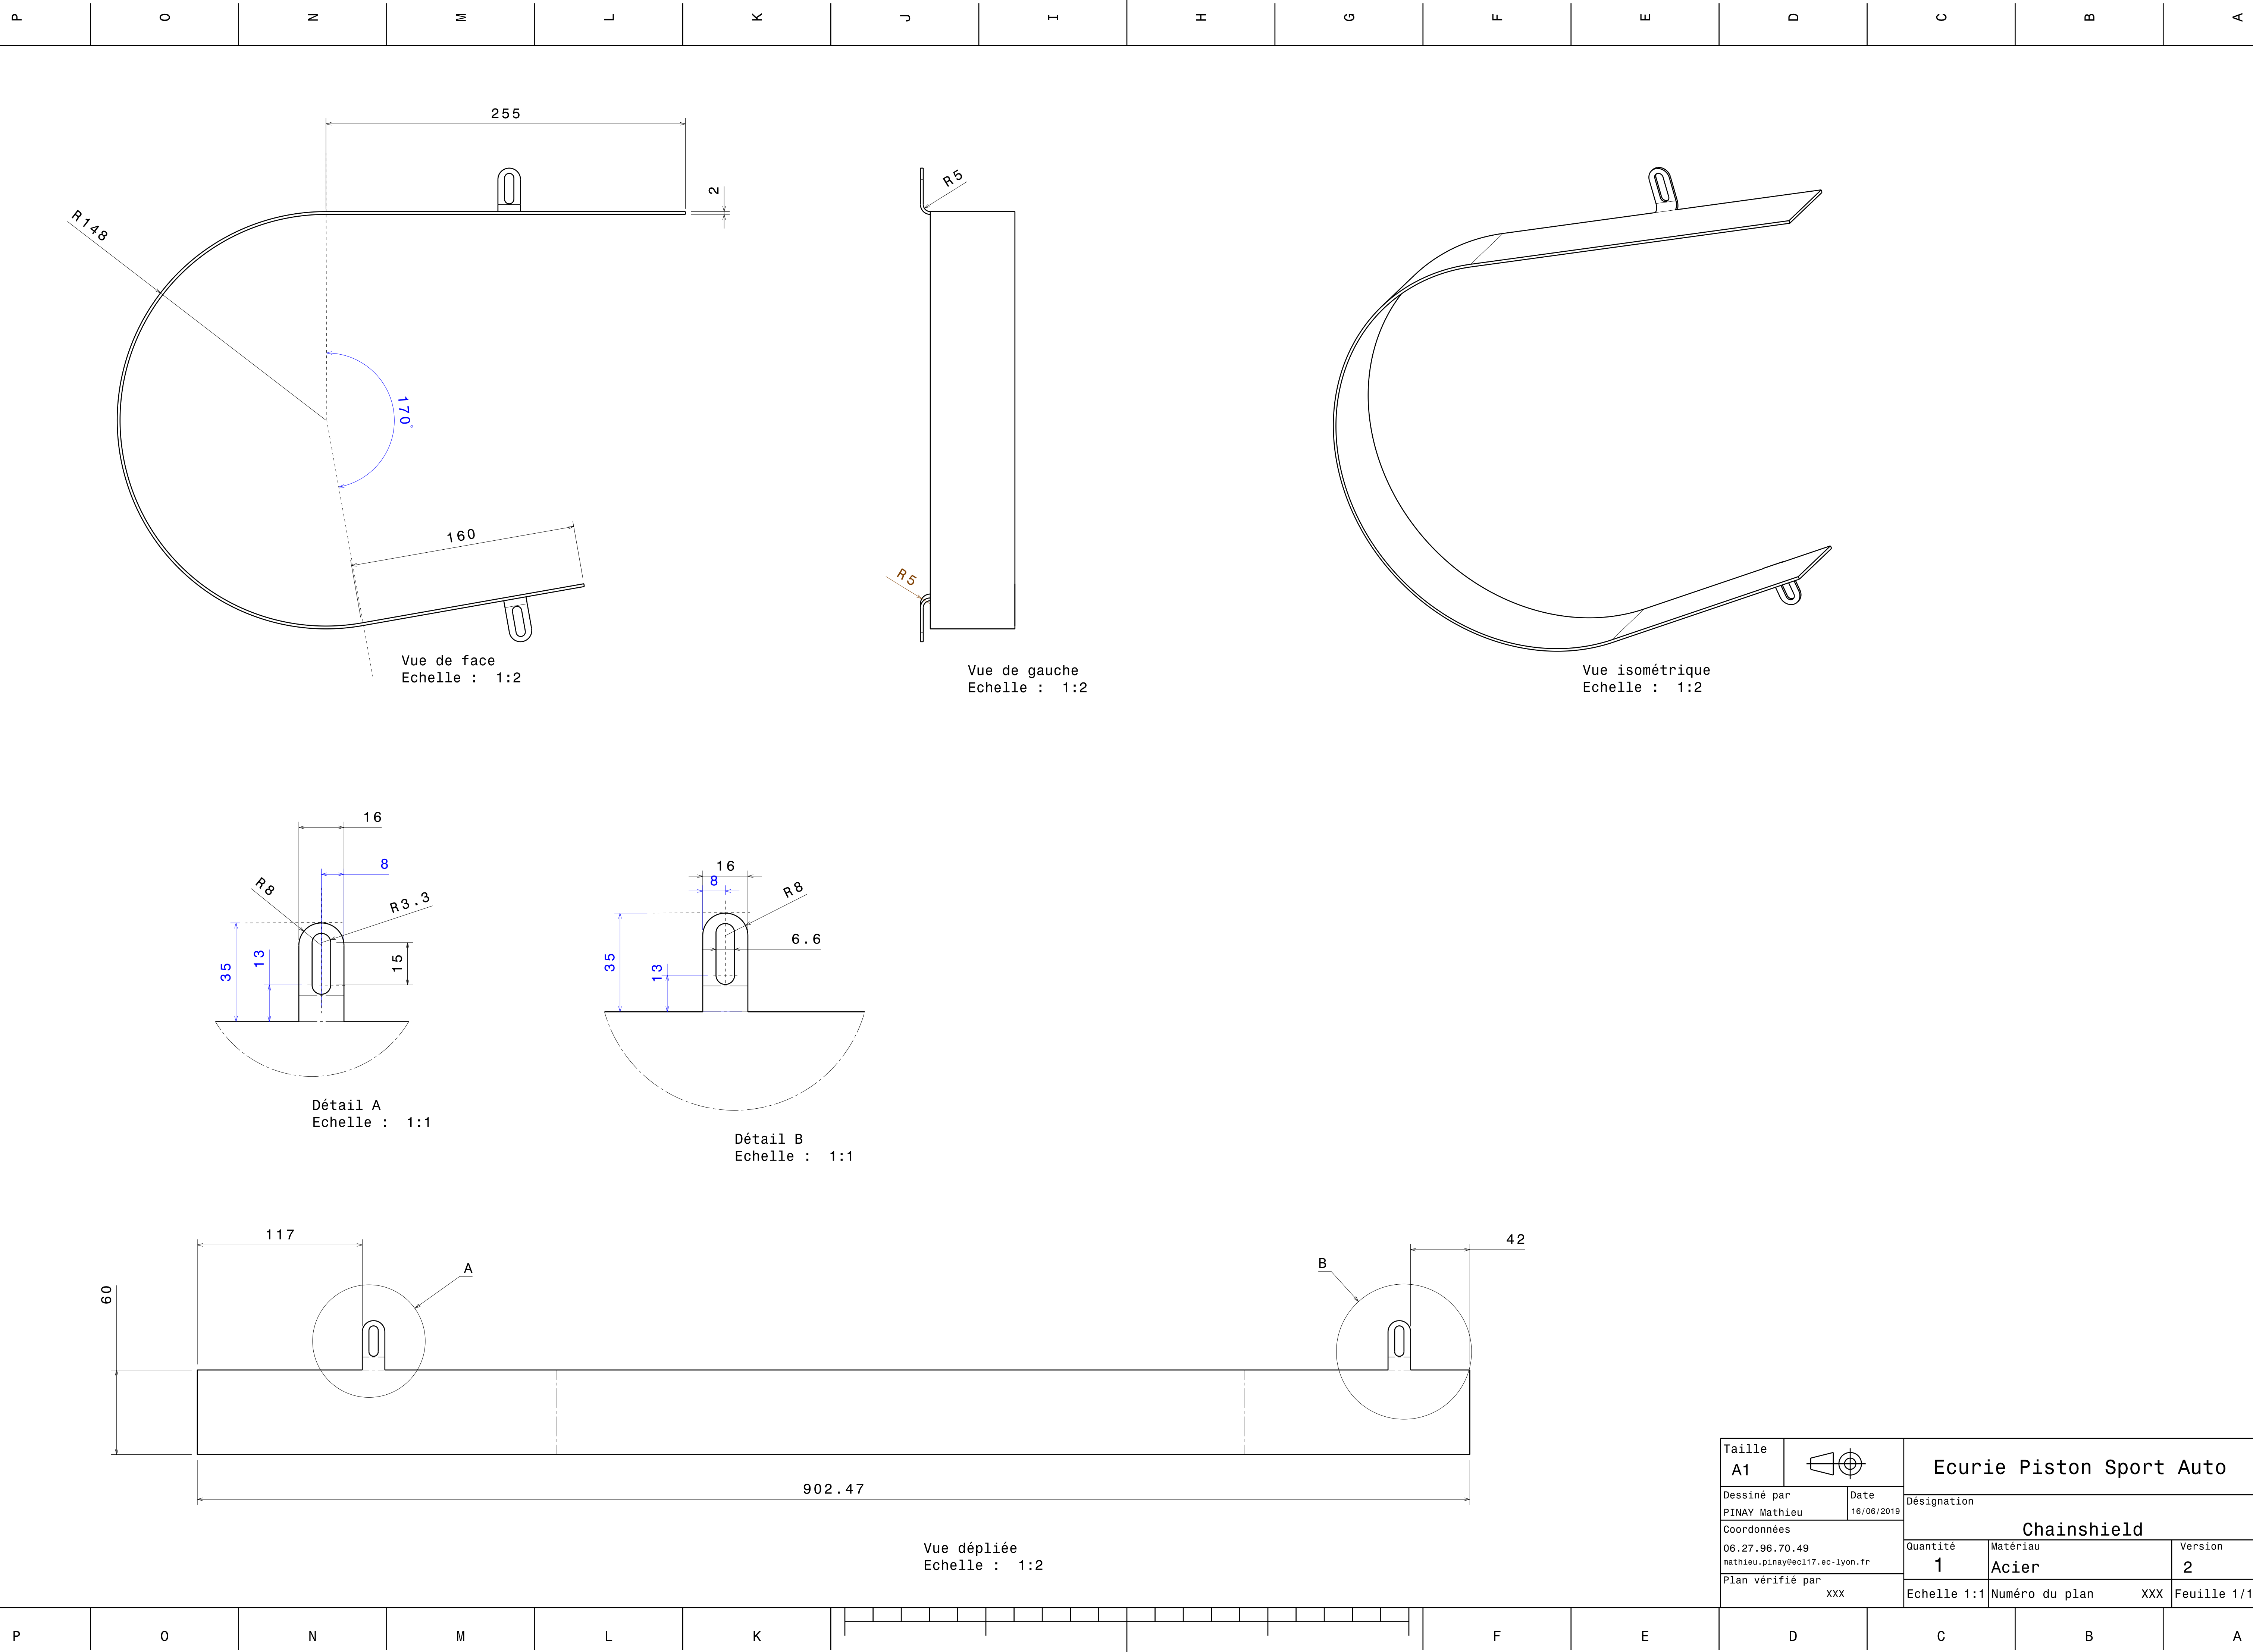 P O N M L K J I H G F E D C B A
255
2
R148
170°
160
Vue de face
Echelle : 1:2
R5
R5
Vue de gauche
Echelle : 1:2
Vue isométrique
Echelle : 1:2
16
8
R8
R3.3
35
13
15
Détail A
Echelle : 1:1
16
8
R8
6.6
35
13
Détail B
Echelle : 1:1
117
A
B
42
60
902.47
Vue dépliée
Echelle : 1:2
Taille
A1
Ecurie Piston Sport Auto
Dessiné par
PINAY Mathieu
Date
16/06/2019
Désignation
Chainshield
Coordonnées
06.27.96.70.49
mathieu.pinay@ecl17.ec-lyon.fr
Quantité
1
Matériau
Acier
Version
2
Plan vérifié par
XXX
Echelle 1:1
Numéro du plan XXX
Feuille 1/1
P O N M L K F E D C B A